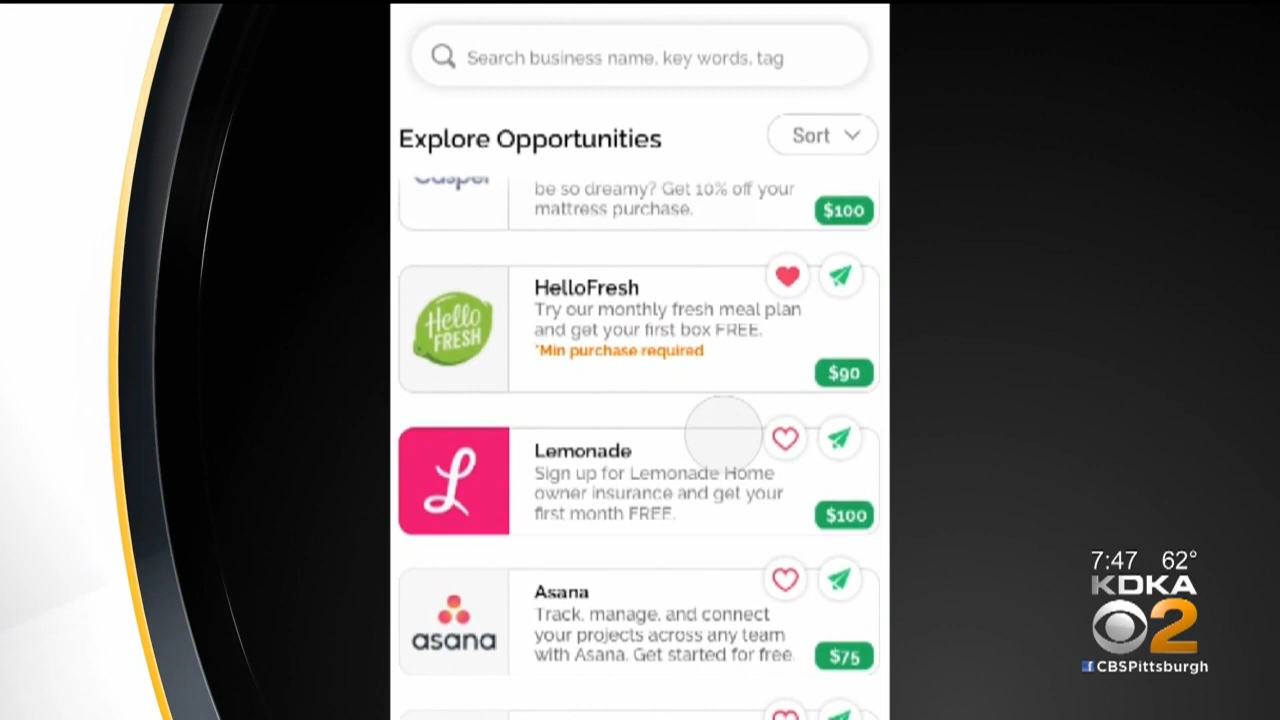 Search business name, key words, tag
Explore Opportunities
Sort
Casper
be so dreamy? Get 10% off your
mattress purchase.
$100
HelloFresh
Try our monthly fresh meal plan
and get your first box FREE.
*Min purchase required
Hello
FRESH
$90
Lemonade
Sign up for Lemonade Home
owner insurance and get your
first month FREE.
L
$100
Asana
Track, manage, and connect
your projects across any team
with Asana. Get started for free.
asana
$75
7:47 62°
KDKA
2
f CBSPittsburgh